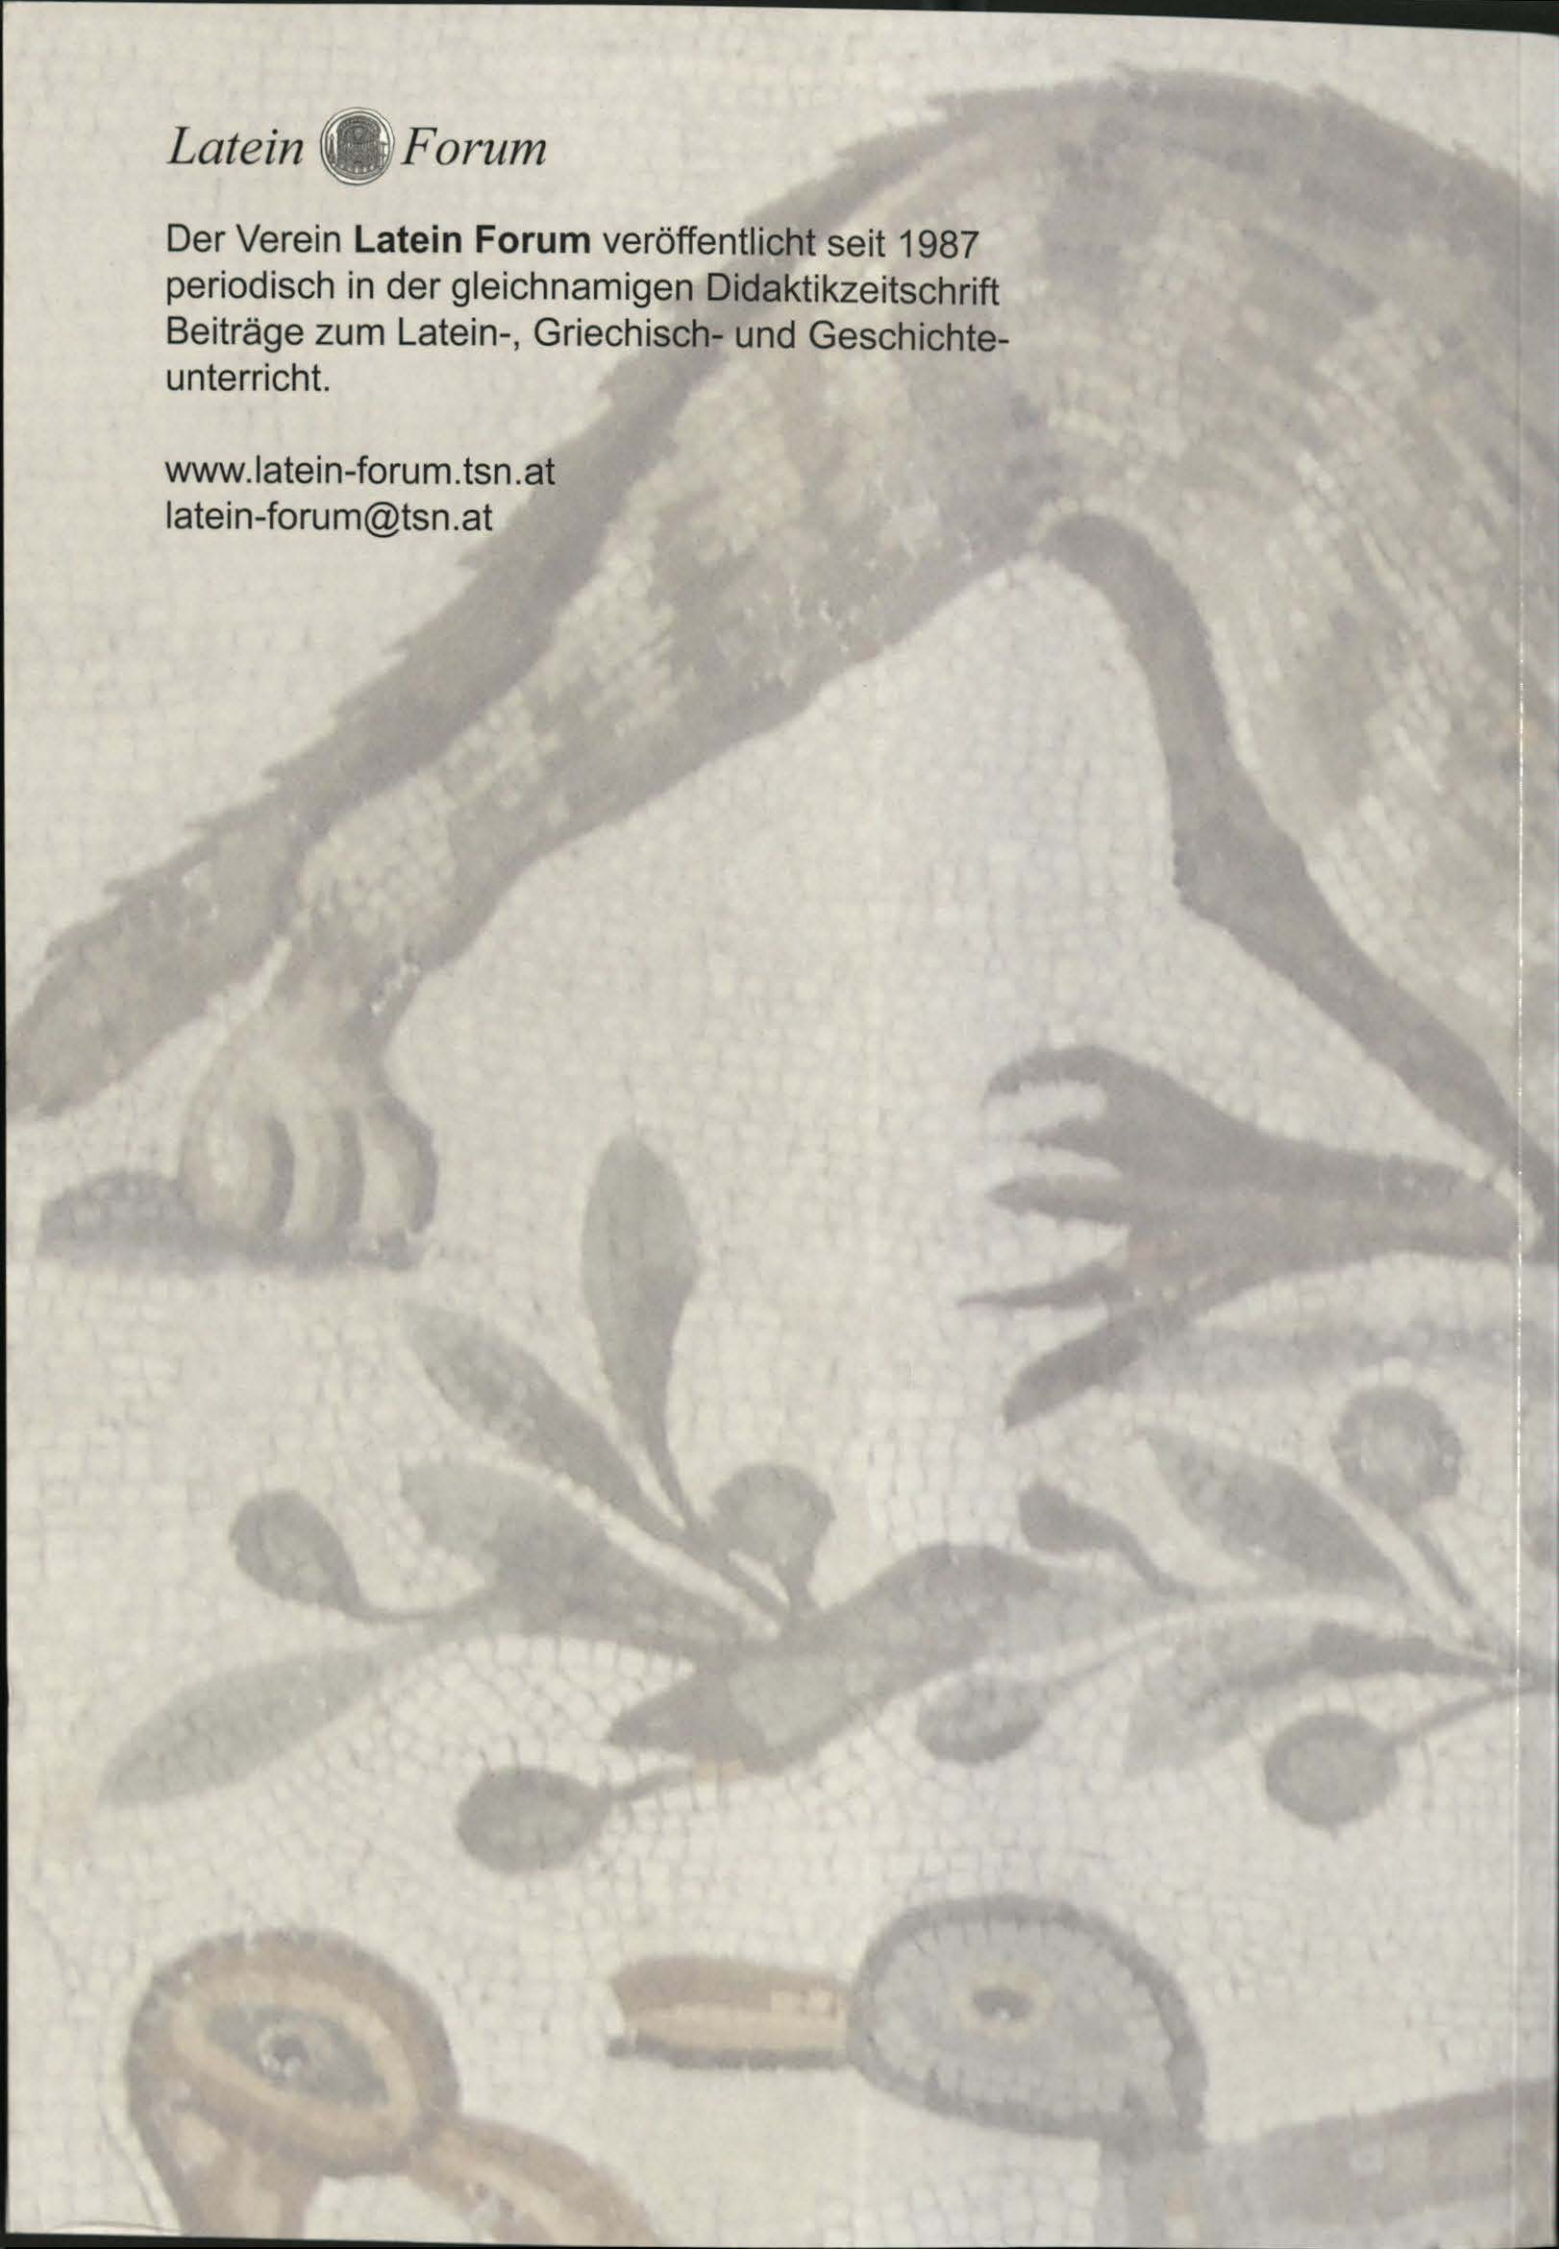 Latein Forum
Der Verein Latein Forum veröffentlicht seit 1987
periodisch in der gleichnamigen Didaktikzeitschrift
Beiträge zum Latein-, Griechisch- und Geschichte-
unterricht.
www.latein-forum.tsn.at
latein-forum@tsn.at